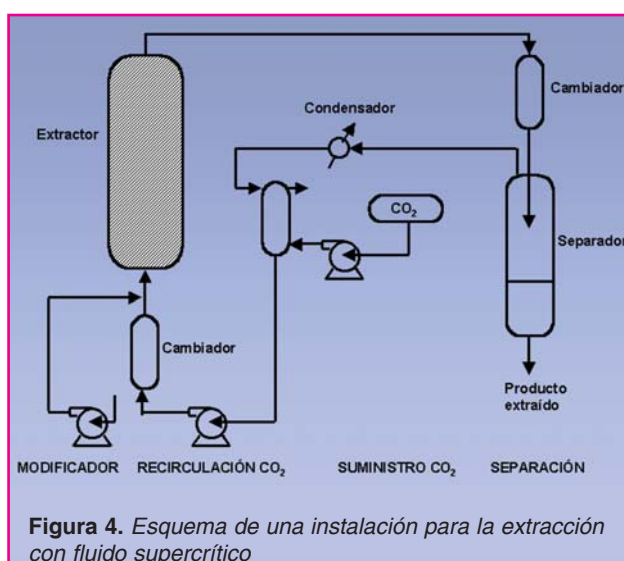 Cambiador
Condensador
Extractor
CO₂
Separador
Cambiador
Producto
extraído
MODIFICADOR RECIRCULACIÓN CO₂ SUMINISTRO CO₂ SEPARACIÓN
Figura 4. Esquema de una instalación para la extracción
con fluido supercrítico